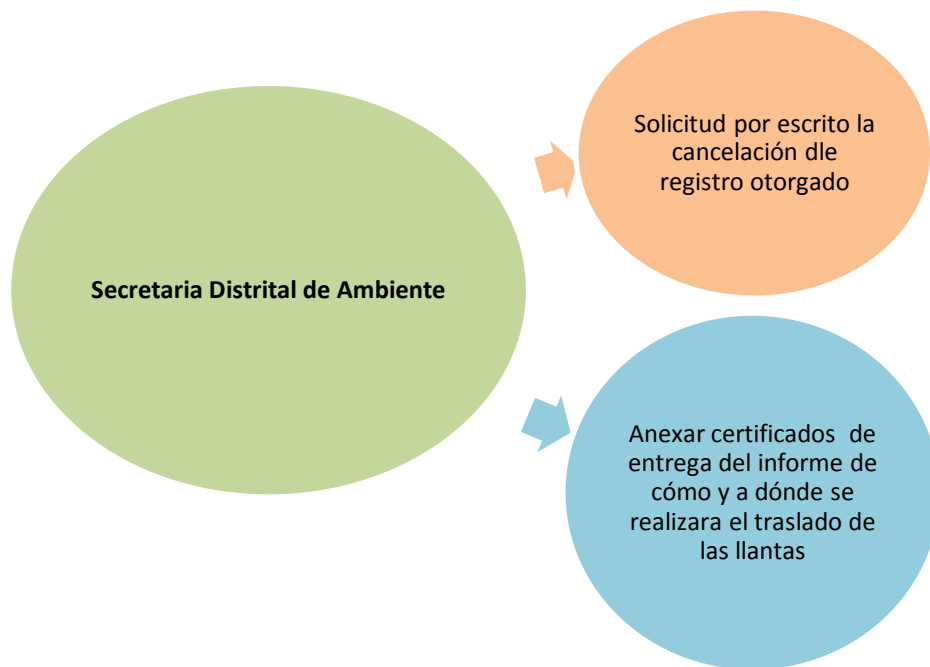 Secretaria Distrital de Ambiente
Solicitud por escrito la
cancelación dle
registro otorgado
Anexar certificados de
entrega del informe de
cómo y a dónde se
realizara el traslado de
las llantas